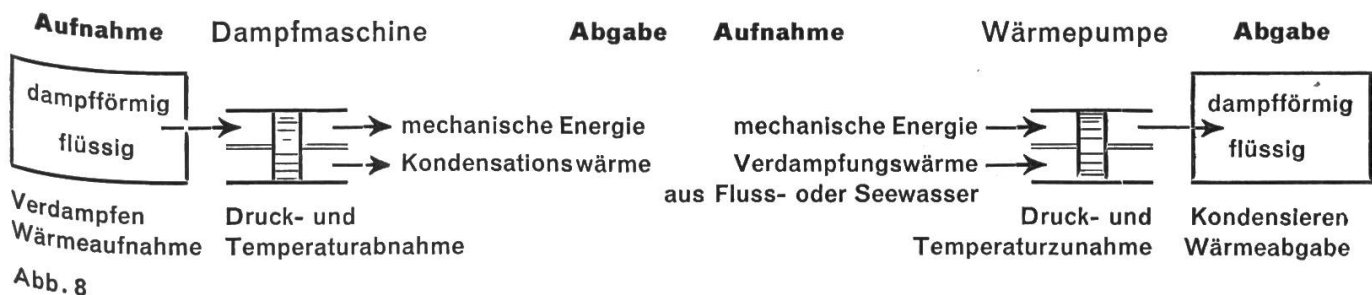 Aufnahme Dampfmaschine Abgabe Aufnahme Wärmepumpe Abgabe
dampfförmig
flüssig
mechanische Energie
Kondensationswärme
Verdampfen
Wärmeaufnahme
Druck- und
Temperaturabnahme
mechanische Energie
Verdampfungswärme
aus Fluss- oder Seewasser
Druck- und
Temperaturzunahme
dampfförmig
flüssig
Kondensieren
Wärmeabgabe
Abb. 8